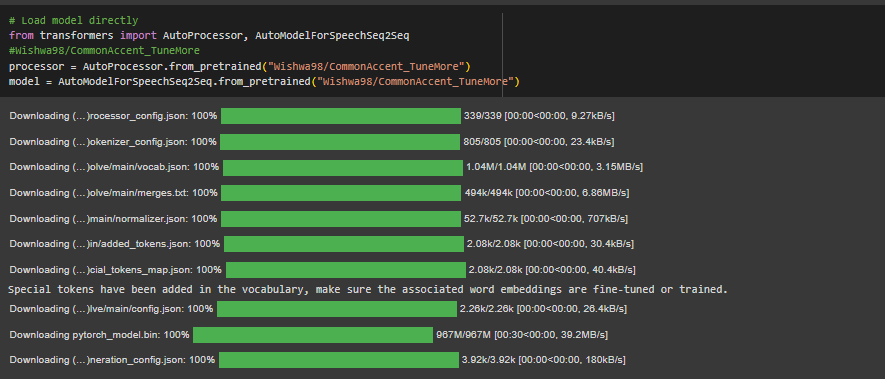 # Load model directly
from transformers import AutoProcessor, AutoModelForSpeechSeq2Seq
#Wishwa98/CommonAccent_TuneMore
processor = AutoProcessor.from_pretrained("Wishwa98/CommonAccent_TuneMore")
model = AutoModelForSpeechSeq2Seq.from_pretrained("Wishwa98/CommonAccent_TuneMore")
Downloading (...)rocessor_config.json: 100% 339/339 [00:00<00:00, 9.27kB/s]
Downloading (...)okenizer_config.json: 100% 805/805 [00:00<00:00, 23.4kB/s]
Downloading (...)olve/main/vocab.json: 100% 1.04M/1.04M [00:00<00:00, 3.15MB/s]
Downloading (...)olve/main/merges.txt: 100% 494k/494k [00:00<00:00, 6.86MB/s]
Downloading (...)main/normalizer.json: 100% 52.7k/52.7k [00:00<00:00, 707kB/s]
Downloading (...)in/added_tokens.json: 100% 2.08k/2.08k [00:00<00:00, 30.4kB/s]
Downloading (...)cial_tokens_map.json: 100% 2.08k/2.08k [00:00<00:00, 40.4kB/s]
Special tokens have been added in the vocabulary, make sure the associated word embeddings are fine-tuned or trained.
Downloading (...)lve/main/config.json: 100% 2.26k/2.26k [00:00<00:00, 26.4kB/s]
Downloading pytorch_model.bin: 100% 967M/967M [00:30<00:00, 39.2MB/s]
Downloading (...)neration_config.json: 100% 3.92k/3.92k [00:00<00:00, 180kB/s]